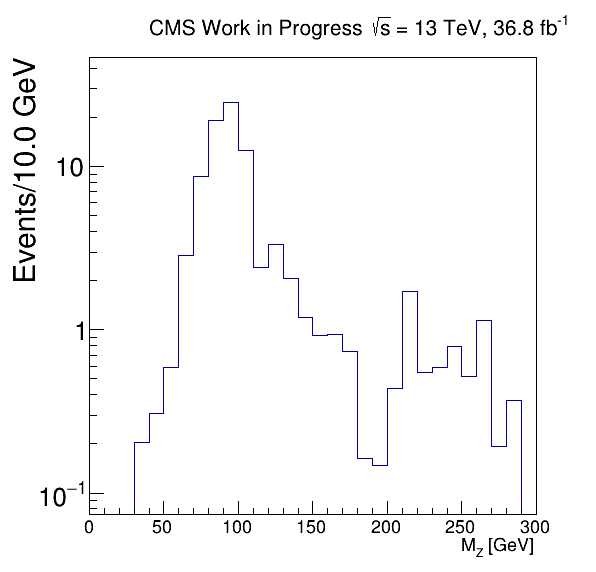 CMS Work in Progress √s = 13 TeV, 36.8 fb⁻¹
Events/10.0 GeV
10
1
10⁻¹
0 50 100 150 200 250 300
M_Z [GeV]